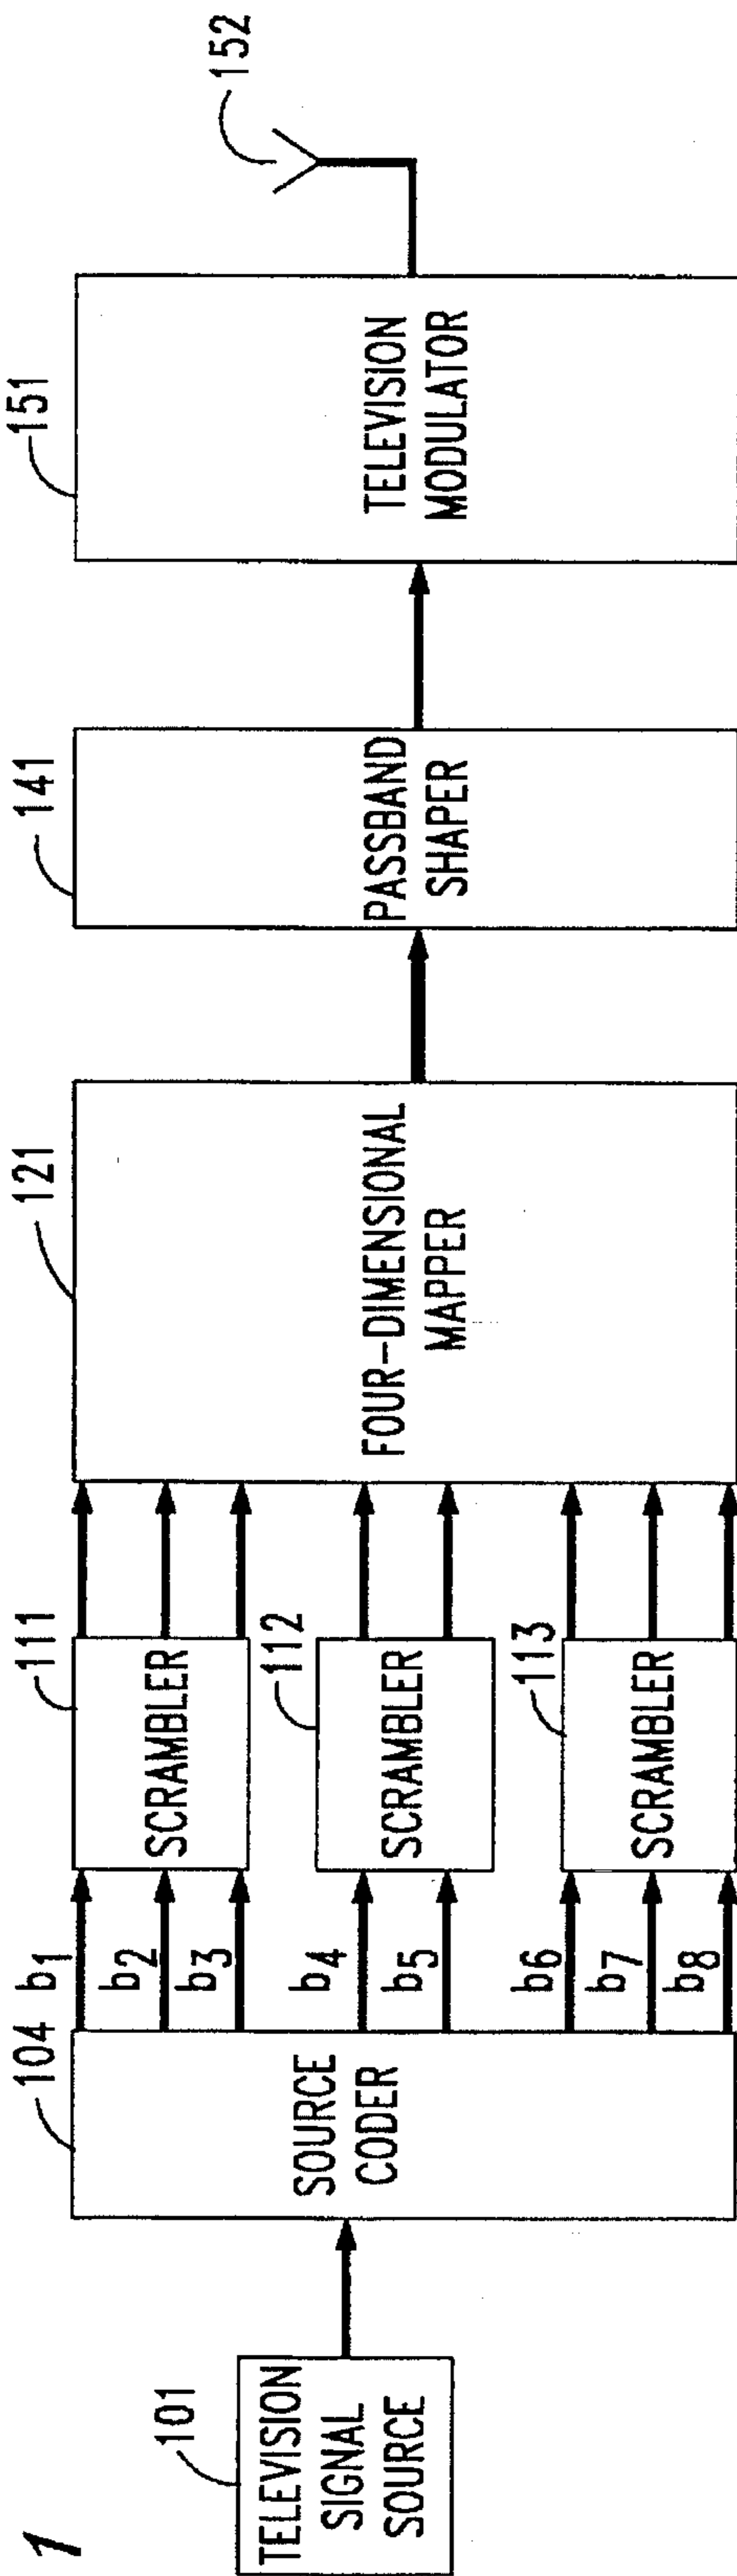 1
101
TELEVISION
SIGNAL
SOURCE
104
SOURCE
CODER
b1
b2
b3
b4
b5
b6
b7
b8
111
SCRAMBLER
112
SCRAMBLER
113
SCRAMBLER
121
FOUR-DIMENSIONAL
MAPPER
141
PASSBAND
SHAPER
151
TELEVISION
MODULATOR
152